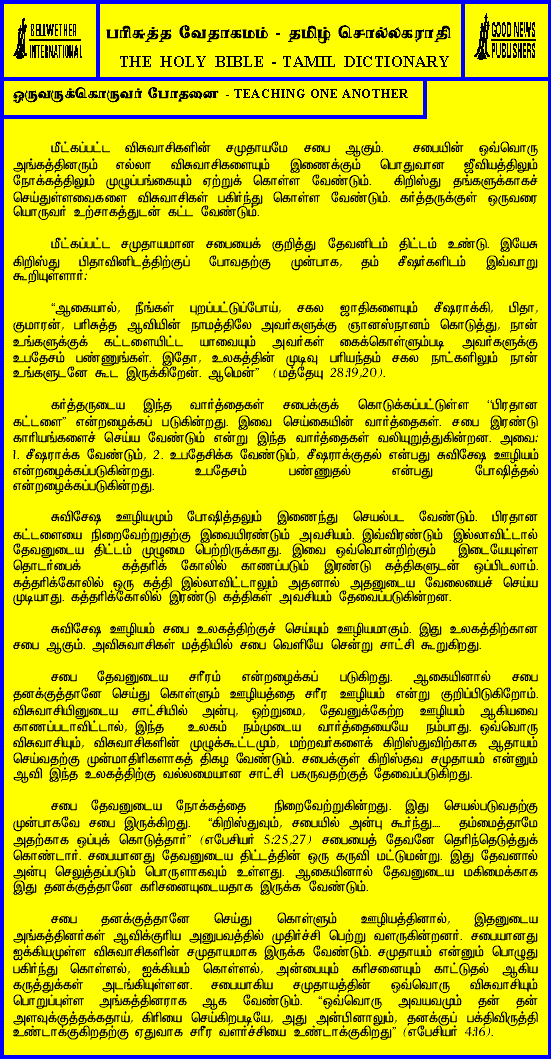 BELLWETHER
INTERNATIONAL
பரிசுத்த வேதாகமம் - தமிழ் சொல்லகராதி
THE HOLY BIBLE - TAMIL DICTIONARY
GOOD NEWS
PUBLISHERS
ஒருவருக்கொருவர் போதனை - TEACHING ONE ANOTHER
மீட்கப்பட்ட விசுவாசிகளின் சமுதாயமே சபை ஆகும். சபையின் ஒவ்வொரு
அங்கத்தினரும் எல்லா விசுவாசிகளையும் இணைக்கும் பொதுவான ஜீவியத்திலும்
நோக்கத்திலும் முழுப்பங்கையும் ஏற்றுக் கொள்ள வேண்டும். கிறிஸ்து தங்களுக்காகச்
செய்துள்ளவைகளை விசுவாசிகள் பகிர்ந்து கொள்ள வேண்டும். கர்த்தருக்குள் ஒருவரை
யொருவர் உற்சாகத்துடன் கட்ட வேண்டும்.
மீட்கப்பட்ட சமுதாயமான சபையைக் குறித்து தேவனிடம் திட்டம் உண்டு. இயேசு
கிறிஸ்து பிதாவினிடத்திற்குப் போவதற்கு முன்பாக, தம் சீஷர்களிடம் இவ்வாறு
கூறியுள்ளார்:
“ஆகையால், நீங்கள் புறப்பட்டுப்போய், சகல ஜாதிகளையும் சீஷராக்கி, பிதா,
குமாரன், பரிசுத்த ஆவியின் நாமத்திலே அவர்களுக்கு ஞானஸ்நானம் கொடுத்து, நான்
உங்களுக்குக் கட்டளையிட்ட யாவையும் அவர்கள் கைக்கொள்ளும்படி அவர்களுக்கு
உபதேசம் பண்ணுங்கள். இதோ, உலகத்தின் முடிவு பரியந்தம் சகல நாட்களிலும் நான்
உங்களுடனே கூட இருக்கிறேன். ஆமென்” (மத்தேயு 28:19,20).
கர்த்தருடைய இந்த வார்த்தைகள் சபைக்குக் கொடுக்கப்பட்டுள்ள “பிரதான
கட்டளை” என்றழைக்கப் படுகின்றது. இவை செய்கையின் வார்த்தைகள். சபை இரண்டு
காரியங்களைச் செய்ய வேண்டும் என்று இந்த வார்த்தைகள் வலியுறுத்துகின்றன. அவை:
1. சீஷராக்க வேண்டும், 2. உபதேசிக்க வேண்டும், சீஷராக்குதல் என்பது சுவிசேஷ ஊழியம்
என்றழைக்கப்படுகின்றது. உபதேசம் பண்ணுதல் என்பது போஷித்தல்
என்றழைக்கப்படுகின்றது.
சுவிசேஷ ஊழியமும் போஷித்தலும் இணைந்து செயல்பட வேண்டும். பிரதான
கட்டளையை நிறைவேற்றுதற்கு இவையிரண்டும் அவசியம். இவ்விரண்டும் இல்லாவிட்டால்
தேவனுடைய திட்டம் முழுமை பெற்றிருக்காது. இவை ஒவ்வொன்றிற்கும் இடையேயுள்ள
தொடர்பைக் கத்தரிக் கோலில் காணப்படும் இரண்டு கத்திகளுடன் ஒப்பிடலாம்.
கத்தரிக்கோலில் ஒரு கத்தி இல்லாவிட்டாலும் அதனால் அதனுடைய வேலையைச் செய்ய
முடியாது. கத்தரிக்கோலில் இரண்டு கத்திகள் அவசியம் தேவைப்படுகின்றன.
சுவிசேஷ ஊழியம் சபை உலகத்திற்குச் செய்யும் ஊழியமாகும். இது உலகத்திற்கான
சபை ஆகும். அவிசுவாசிகள் மத்தியில் சபை வெளியே சென்று சாட்சி கூறுகிறது.
சபை தேவனுடைய சரீரம் என்றழைக்கப் படுகிறது. ஆகையினால் சபை
தனக்குத்தானே செய்து கொள்ளும் ஊழியத்தை சரீர ஊழியம் என்று குறிப்பிடுகிறோம்.
விசுவாசியினுடைய சாட்சியில் அன்பு, ஒற்றுமை, தேவனுக்கேற்ற ஊழியம் ஆகியவை
காணப்படாவிட்டால், இந்த உலகம் நம்முடைய வார்த்தையையே நம்பாது. ஒவ்வொரு
விசுவாசியும், விசுவாசிகளின் முழுக்கூட்டமும், மற்றவர்களைக் கிறிஸ்துவிற்காக ஆதாயம்
செய்வதற்கு முன்மாதிரிகளாகத் திகழ வேண்டும். சபைக்குள் கிறிஸ்தவ சமுதாயம் என்னும்
ஆவி இந்த உலகத்திற்கு வல்லமையான சாட்சி பகருவதற்குத் தேவைப்படுகிறது.
சபை தேவனுடைய நோக்கத்தை நிறைவேற்றுகின்றது. இது செயல்படுவதற்கு
முன்பாகவே சபை இருக்கிறது. “கிறிஸ்துவும், சபையில் அன்பு கூர்ந்து.... தம்மைத்தாமே
அதற்காக ஒப்புக் கொடுத்தார்” (எபேசியர் 5:25,27) சபையைத் தேவனே தெரிந்தெடுத்துக்
கொண்டார். சபையானது தேவனுடைய திட்டத்தின் ஒரு கருவி மட்டுமன்று. இது தேவனால்
அன்பு செலுத்தப்படும் பொருளாகவும் உள்ளது. ஆகையினால் தேவனுடைய மகிமைக்காக
இது தனக்குத்தானே கரிசனையுடையதாக இருக்க வேண்டும்.
சபை தனக்குத்தானே செய்து கொள்ளும் ஊழியத்தினால், இதனுடைய
அங்கத்தினர்கள் ஆவிக்குரிய அனுபவத்தில் முதிர்ச்சி பெற்று வளருகின்றனர். சபையானது
ஐக்கியமுள்ள விசுவாசிகளின் சமுதாயமாக இருக்க வேண்டும். சமுதாயம் என்னும் பொழுது
பகிர்ந்து கொள்ளல், ஐக்கியம் கொள்ளல், அன்பையும் கரிசனையும் காட்டுதல் ஆகிய
கருத்துக்கள் அடங்கியுள்ளன. சபையாகிய சமுதாயத்தின் ஒவ்வொரு விசுவாசியும்
பொறுப்புள்ள அங்கத்தினராக ஆக வேண்டும். “ஒவ்வொரு அவயவமும் தன் தன்
அளவுக்குத்தக்கதாய், கிரியை செய்கிறபடியே, அது அன்பினாலும், தனக்குப் பக்திவிருத்தி
உண்டாக்குகிறதற்கு ஏதுவாக சரீர வளர்ச்சியை உண்டாக்குகிறது” (எபேசியர் 4:16).